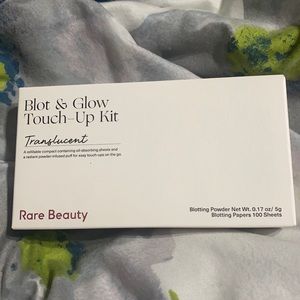 Blot & Glow
Touch-Up Kit
Translucent
A refillable compact containing oil-absorbing sheets and
a radiant powder-infused puff for easy touch-ups on the go.
Rare Beauty
Blotting Powder Net Wt. 0.17 oz/ 5g
Blotting Papers 100 Sheets